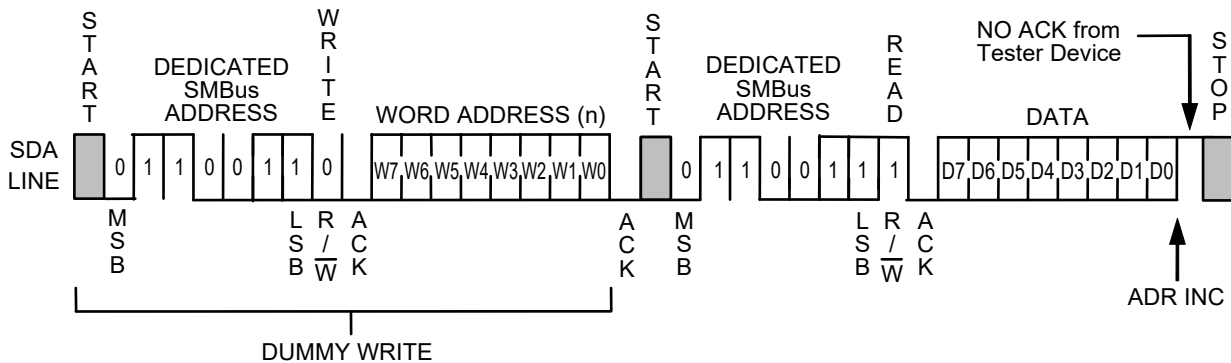 START
DEDICATED
SMBus
ADDRESS
WRITE
WORD ADDRESS (n)
START
DEDICATED
SMBus
ADDRESS
READ
DATA
NO ACK from
Tester Device
STOP
SDA
LINE
0 1 1 0 0 1 1 0 W7 W6 W5 W4 W3 W2 W1 W0 0 1 1 0 0 1 1 1 D7 D6 D5 D4 D3 D2 D1 D0
MSB
LSB
R/W
ACK
ACK
MSB
LSB
R/W
ACK
ADR INC
DUMMY WRITE